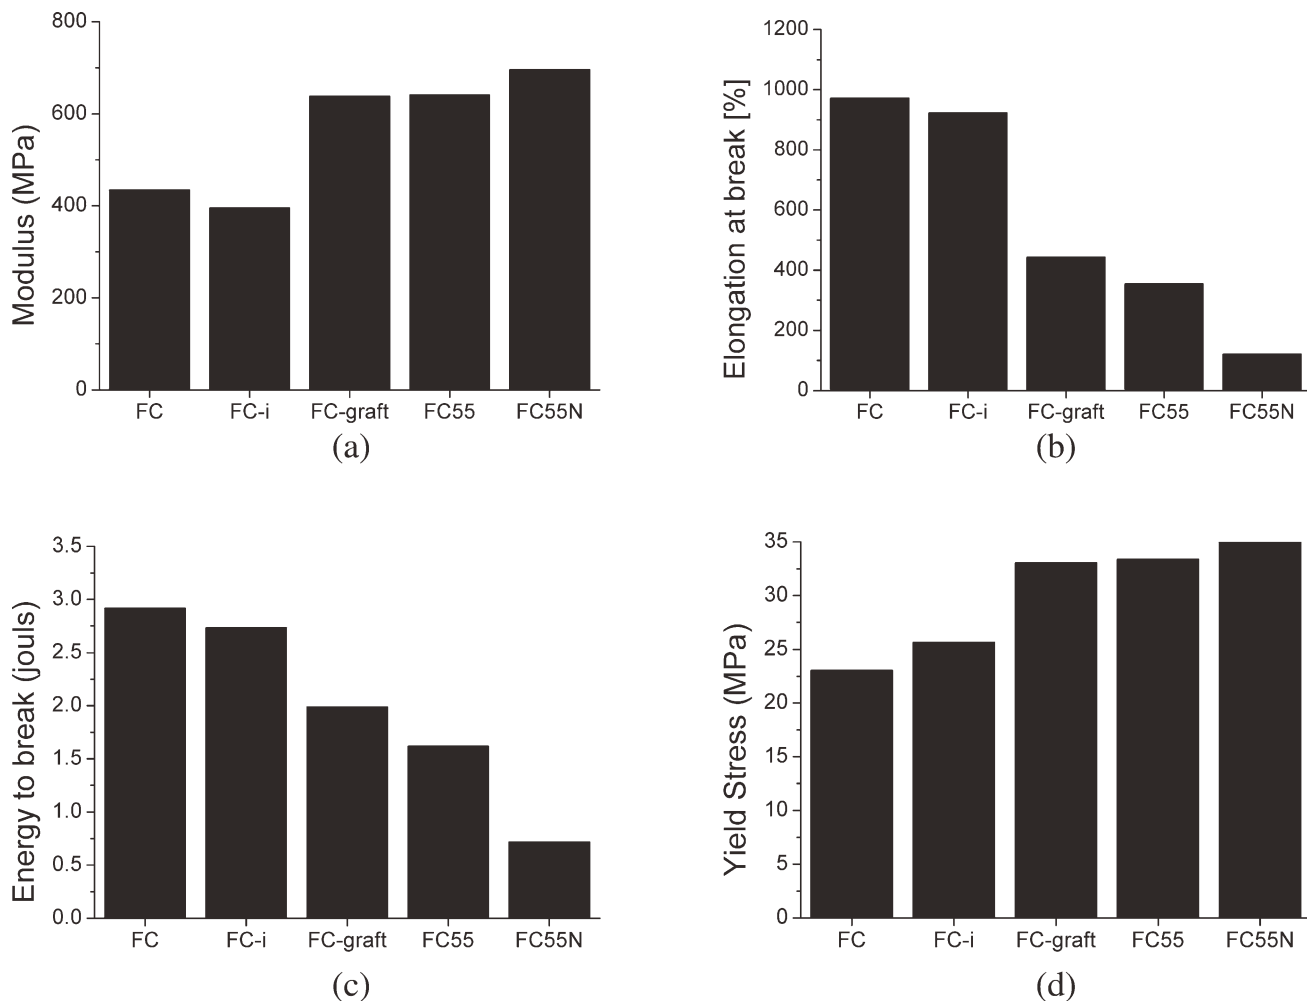 800
600
400
200
0
Modulus (MPa)
FC FC-i FC-graft FC55 FC55N
(a)
1200
1000
800
600
400
200
0
Elongation at break [%]
FC FC-i FC-graft FC55 FC55N
(b)
3.5
3.0
2.5
2.0
1.5
1.0
0.5
0.0
Energy to break (jouls)
FC FC-i FC-graft FC55 FC55N
(c)
35
30
25
20
15
10
5
0
Yield Stress (MPa)
FC FC-i FC-graft FC55 FC55N
(d)